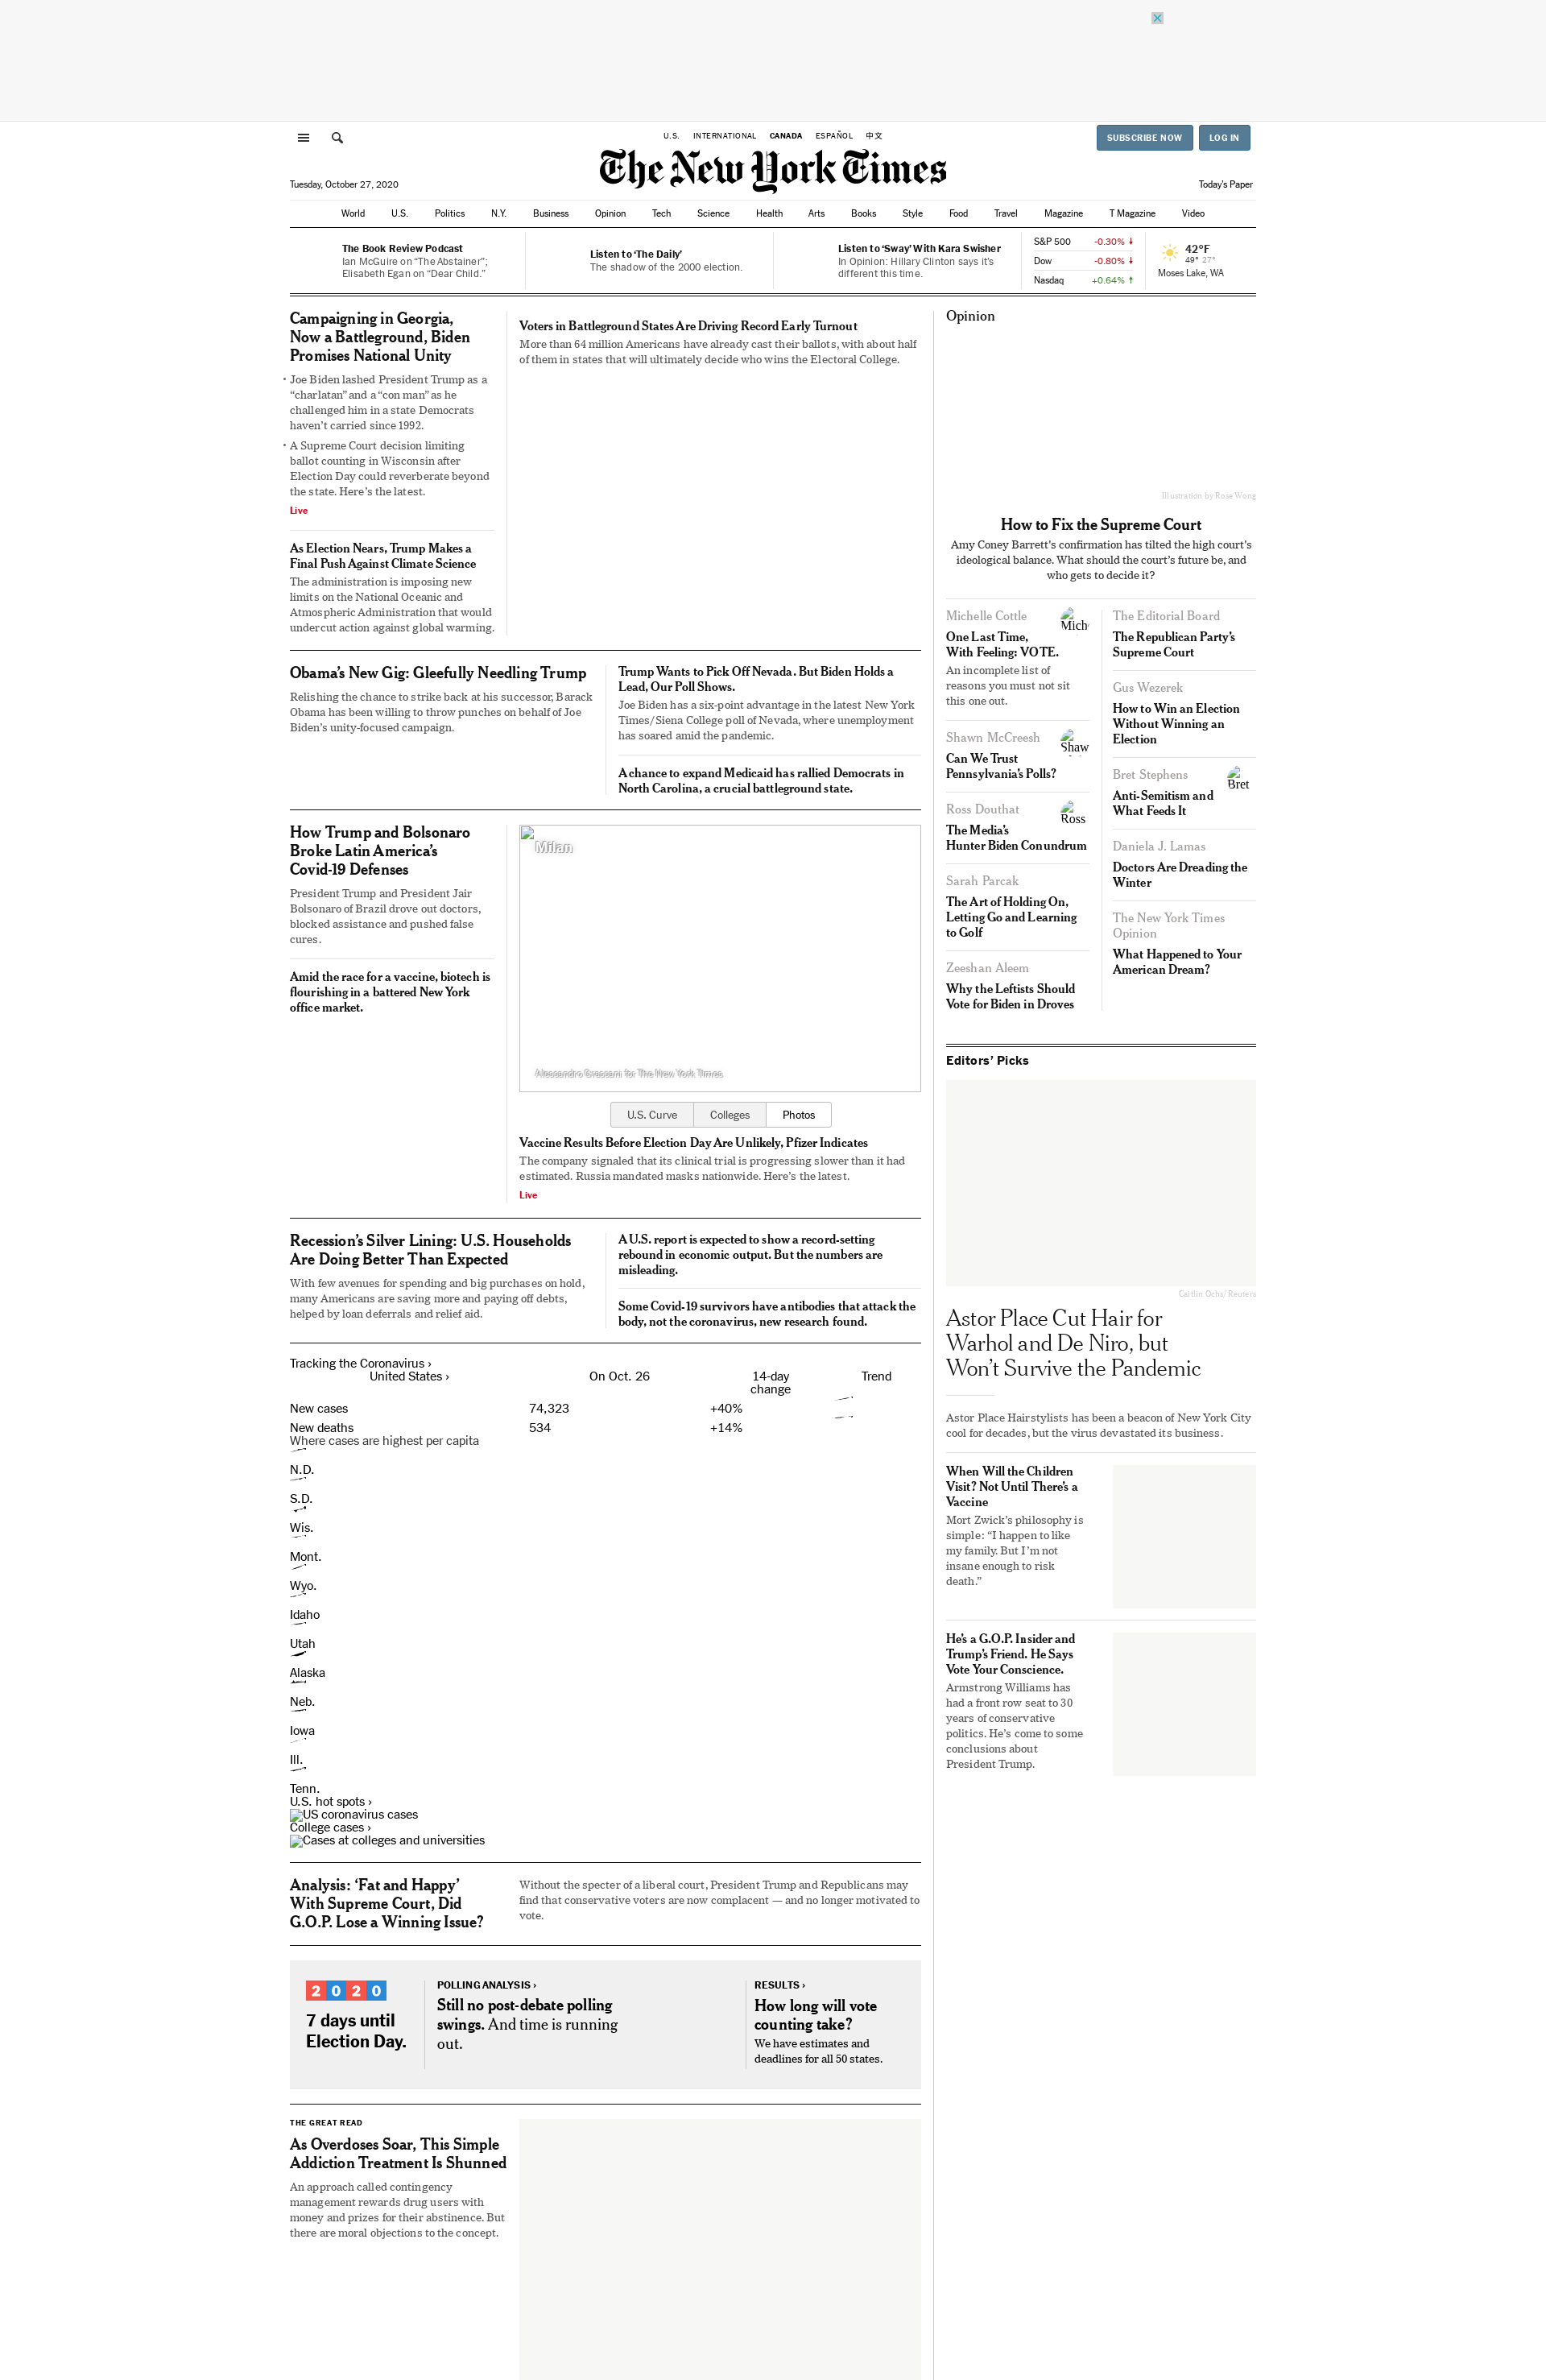 U.S. INTERNATIONAL CANADA ESPAÑOL 中文
SUBSCRIBE NOW LOG IN
The New York Times
Tuesday, October 27, 2020
Today's Paper
World U.S. Politics N.Y. Business Opinion Tech Science Health Arts Books Style Food Travel Magazine T Magazine Video
The Book Review Podcast
Ian McGuire on “The Abstainer”;
Elisabeth Egan on “Dear Child.”
Listen to ‘The Daily’
The shadow of the 2000 election.
Listen to ‘Sway’ With Kara Swisher
In Opinion: Hillary Clinton says it’s
different this time.
S&P 500 -0.30% ↓
Dow -0.80% ↓
Nasdaq +0.64% ↑
42°F
49° 27°
Moses Lake, WA
Campaigning in Georgia,
Now a Battleground, Biden
Promises National Unity
• Joe Biden lashed President Trump as a
“charlatan” and a “con man” as he
challenged him in a state Democrats
haven’t carried since 1992.
• A Supreme Court decision limiting
ballot counting in Wisconsin after
Election Day could reverberate beyond
the state. Here’s the latest.
Live
As Election Nears, Trump Makes a
Final Push Against Climate Science
The administration is imposing new
limits on the National Oceanic and
Atmospheric Administration that would
undercut action against global warming.
Voters in Battleground States Are Driving Record Early Turnout
More than 64 million Americans have already cast their ballots, with about half
of them in states that will ultimately decide who wins the Electoral College.
Obama’s New Gig: Gleefully Needling Trump
Relishing the chance to strike back at his successor, Barack
Obama has been willing to throw punches on behalf of Joe
Biden’s unity-focused campaign.
Trump Wants to Pick Off Nevada. But Biden Holds a
Lead, Our Poll Shows.
Joe Biden has a six-point advantage in the latest New York
Times/Siena College poll of Nevada, where unemployment
has soared amid the pandemic.
A chance to expand Medicaid has rallied Democrats in
North Carolina, a crucial battleground state.
How Trump and Bolsonaro
Broke Latin America’s
Covid-19 Defenses
President Trump and President Jair
Bolsonaro of Brazil drove out doctors,
blocked assistance and pushed false
cures.
Amid the race for a vaccine, biotech is
flourishing in a battered New York
office market.
Milan
Alessandro Grassani for The New York Times
U.S. Curve Colleges Photos
Vaccine Results Before Election Day Are Unlikely, Pfizer Indicates
The company signaled that its clinical trial is progressing slower than it had
estimated. Russia mandated masks nationwide. Here’s the latest.
Live
Recession’s Silver Lining: U.S. Households
Are Doing Better Than Expected
With few avenues for spending and big purchases on hold,
many Americans are saving more and paying off debts,
helped by loan deferrals and relief aid.
A U.S. report is expected to show a record-setting
rebound in economic output. But the numbers are
misleading.
Some Covid-19 survivors have antibodies that attack the
body, not the coronavirus, new research found.
Tracking the Coronavirus ›
United States › On Oct. 26 14-day
change Trend
New cases 74,323 +40%
New deaths 534 +14%
Where cases are highest per capita
N.D.
S.D.
Wis.
Mont.
Wyo.
Idaho
Utah
Alaska
Neb.
Iowa
Ill.
Tenn.
U.S. hot spots ›
US coronavirus cases
College cases ›
Cases at colleges and universities
Analysis: ‘Fat and Happy’
With Supreme Court, Did
G.O.P. Lose a Winning Issue?
Without the specter of a liberal court, President Trump and Republicans may
find that conservative voters are now complacent — and no longer motivated to
vote.
2020
7 days until
Election Day.
POLLING ANALYSIS ›
Still no post-debate polling
swings. And time is running
out.
RESULTS ›
How long will vote
counting take?
We have estimates and
deadlines for all 50 states.
THE GREAT READ
As Overdoses Soar, This Simple
Addiction Treatment Is Shunned
An approach called contingency
management rewards drug users with
money and prizes for their abstinence. But
there are moral objections to the concept.
Opinion
Illustration by Rose Wong
How to Fix the Supreme Court
Amy Coney Barrett’s confirmation has tilted the high court’s
ideological balance. What should the court’s future be, and
who gets to decide it?
Michelle Cottle
One Last Time,
With Feeling: VOTE.
An incomplete list of
reasons you must not sit
this one out.
Shawn McCreesh
Shaw
Can We Trust
Pennsylvania’s Polls?
Ross Douthat
Ross
The Media’s
Hunter Biden Conundrum
Sarah Parcak
The Art of Holding On,
Letting Go and Learning
to Golf
Zeeshan Aleem
Why the Leftists Should
Vote for Biden in Droves
The Editorial Board
The Republican Party’s
Supreme Court
Gus Wezerek
How to Win an Election
Without Winning an
Election
Bret Stephens
Bret
Anti-Semitism and
What Feeds It
Daniela J. Lamas
Doctors Are Dreading the
Winter
The New York Times
Opinion
What Happened to Your
American Dream?
Editors’ Picks
Caitlin Ochs/Reuters
Astor Place Cut Hair for
Warhol and De Niro, but
Won’t Survive the Pandemic
Astor Place Hairstylists has been a beacon of New York City
cool for decades, but the virus devastated its business.
When Will the Children
Visit? Not Until There’s a
Vaccine
Mort Zwick’s philosophy is
simple: “I happen to like
my family. But I’m not
insane enough to risk
death.”
He’s a G.O.P. Insider and
Trump’s Friend. He Says
Vote Your Conscience.
Armstrong Williams has
had a front row seat to 30
years of conservative
politics. He’s come to some
conclusions about
President Trump.